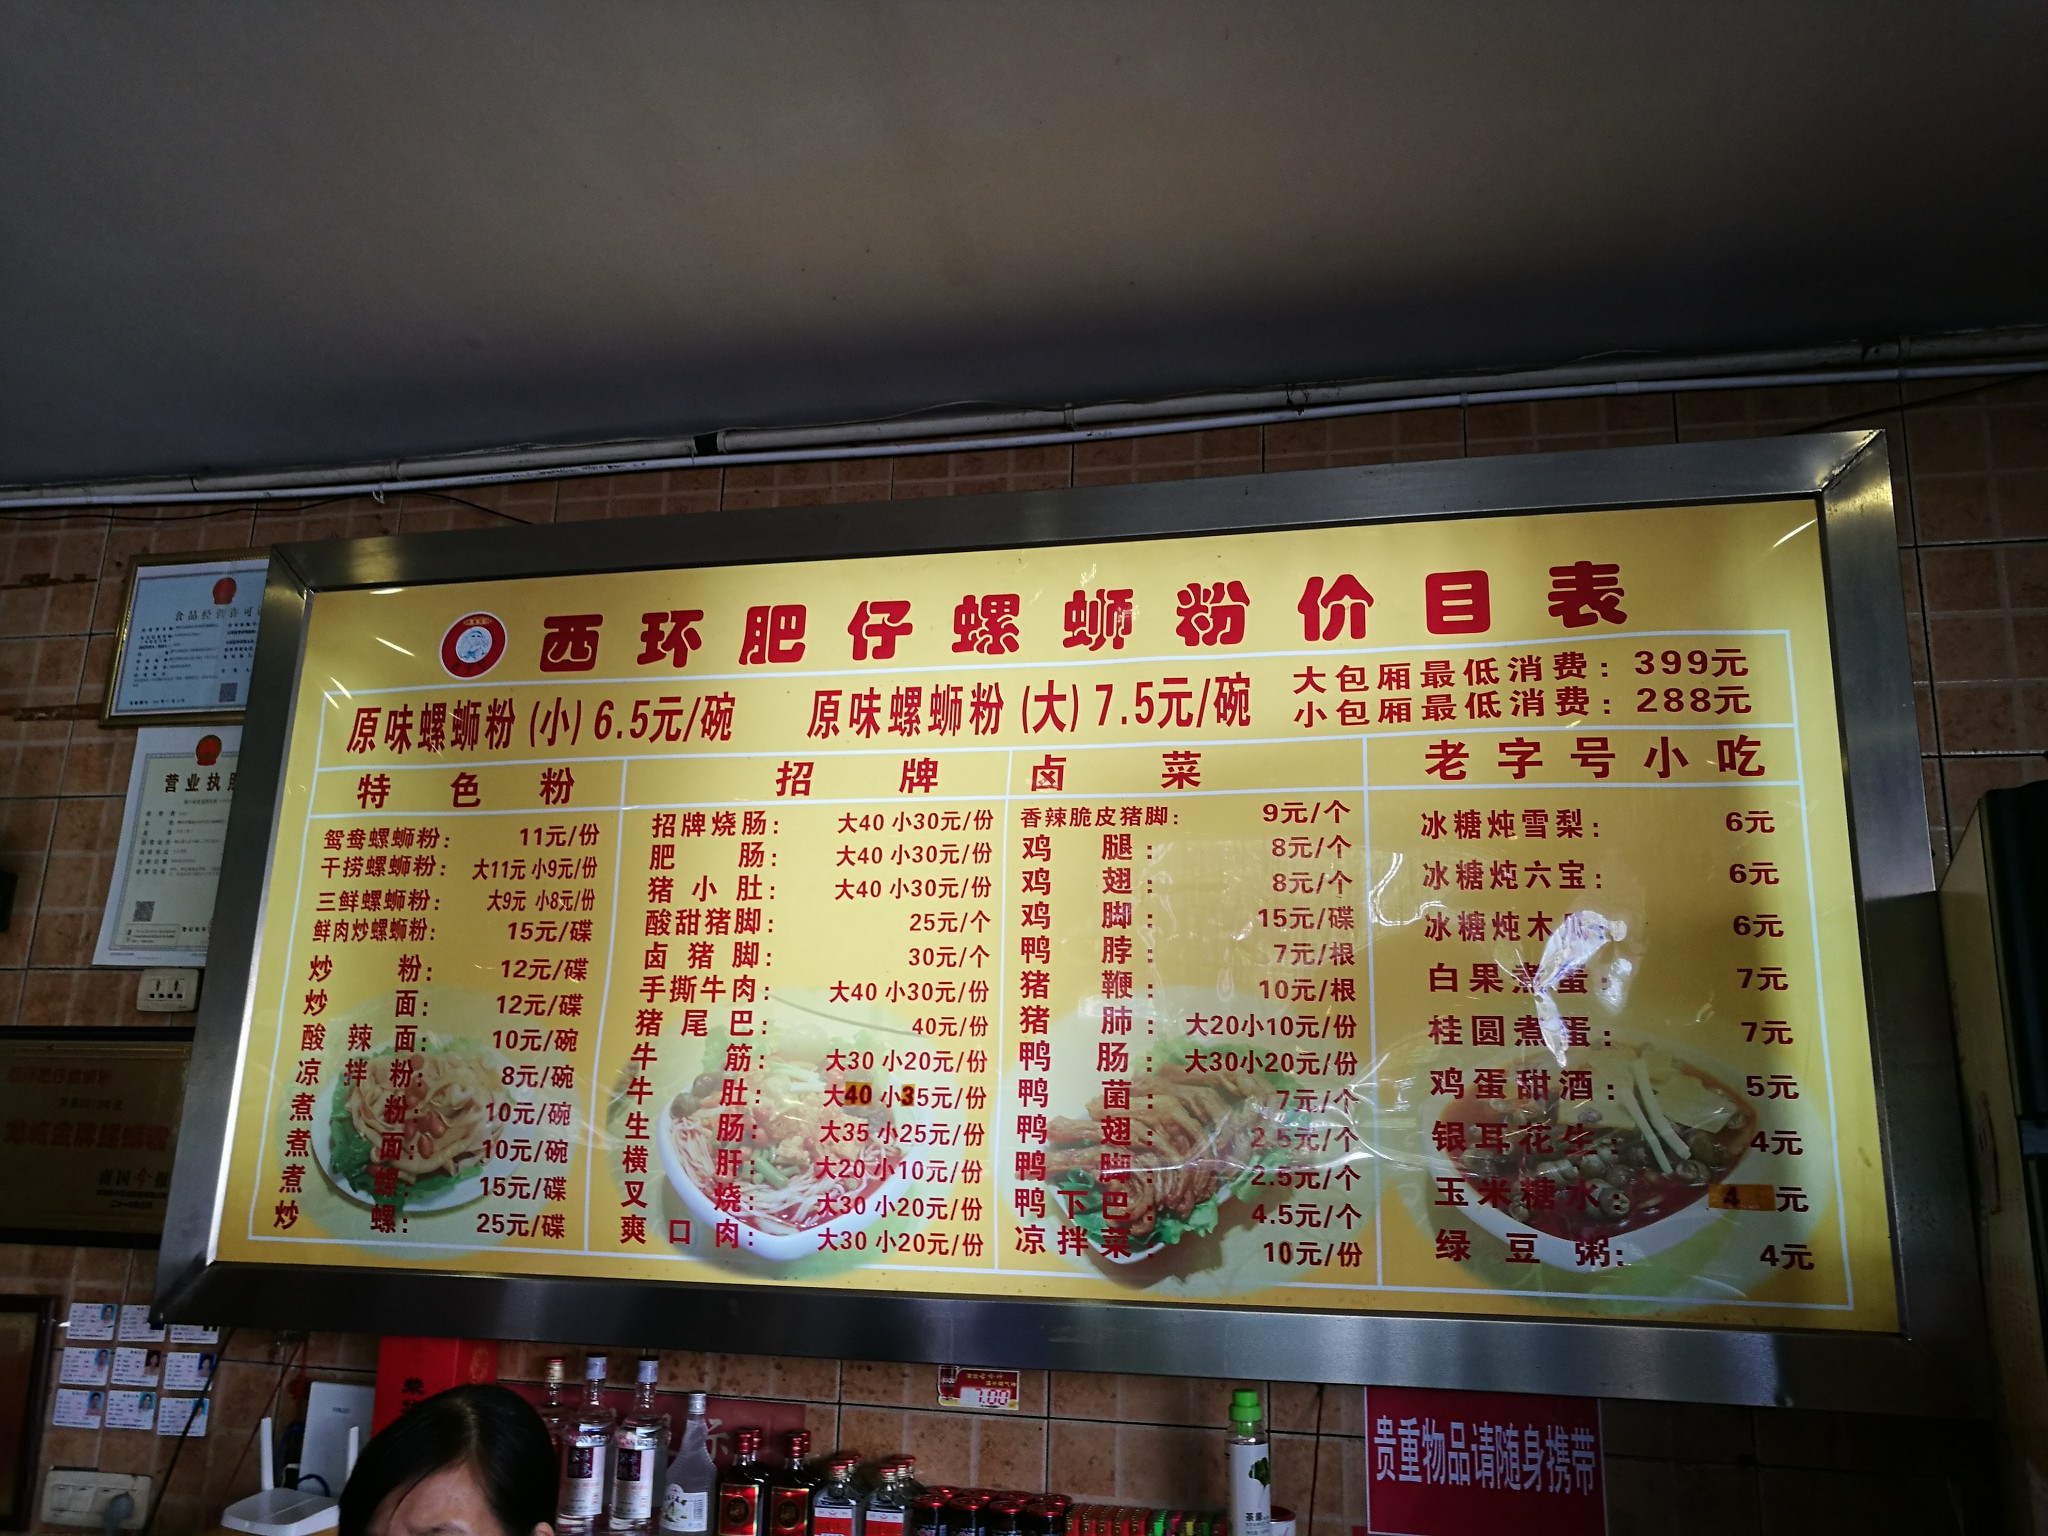 西环肥仔螺蛳粉价目表
原味螺蛳粉(小)6.5元/碗
原味螺蛳粉(大)7.5元/碗
大包厢最低消费：399元
小包厢最低消费：288元
特色粉
鸳鸯螺蛳粉：11元/份
干捞螺蛳粉：大11元 小9元/份
三鲜螺蛳粉：大9元 小8元/份
鲜肉炒螺蛳粉：15元/碟
炒粉：12元/碟
炒面：12元/碟
酸辣面：10元/碗
凉拌粉：8元/碗
煮粉：10元/碗
煮面：10元/碗
煮螺：15元/碟
炒螺：25元/碟
招牌
招牌烧肠：大40 小30元/份
肥肠：大40 小30元/份
猪小肚：大40 小30元/份
酸甜猪脚：25元/个
卤猪脚：30元/个
手撕牛肉：大40 小30元/份
猪尾巴：40元/份
牛筋：大30 小20元/份
牛肚：大40 小35元/份
生肠：大35 小25元/份
横肝：大20 小10元/份
叉烧：大30 小20元/份
爽口肉：大30 小20元/份
卤菜
香辣脆皮猪脚：9元/个
鸡腿：8元/个
鸡翅：8元/个
鸡脚：15元/碟
鸭脖：7元/根
猪鞭：10元/根
猪肺：大20小10元/份
鸭肠：大30小20元/份
鸭菌：7元/个
鸭翅：2.5元/个
鸭脚：2.5元/个
鸭下巴：4.5元/个
凉拌菜：10元/份
老字号小吃
冰糖炖雪梨：6元
冰糖炖六宝：6元
冰糖炖木：6元
白果煮蛋：7元
桂圆煮蛋：7元
鸡蛋甜酒：5元
银耳花生：4元
玉米糖水：4元
绿豆粥：4元
食品经营许可
营业执照
贵重物品请随身携带
7.00